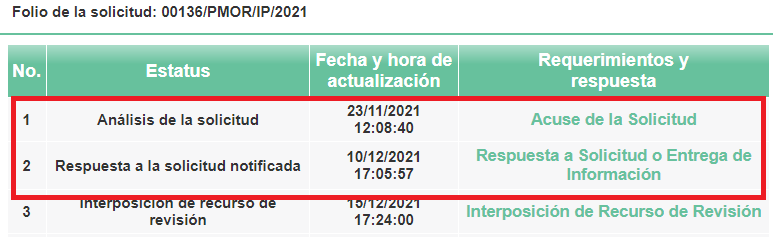 Folio de la solicitud: 00136/PMOR/IP/2021
No. Estatus Fecha y hora de actualización Requerimientos y respuesta
1 Análisis de la solicitud 23/11/2021 12:08:40 Acuse de la Solicitud
2 Respuesta a la solicitud notificada 10/12/2021 17:05:57 Respuesta a Solicitud o Entrega de Información
3 Interposición de recurso de revisión 15/12/2021 17:24:00 Interposición de Recurso de Revisión